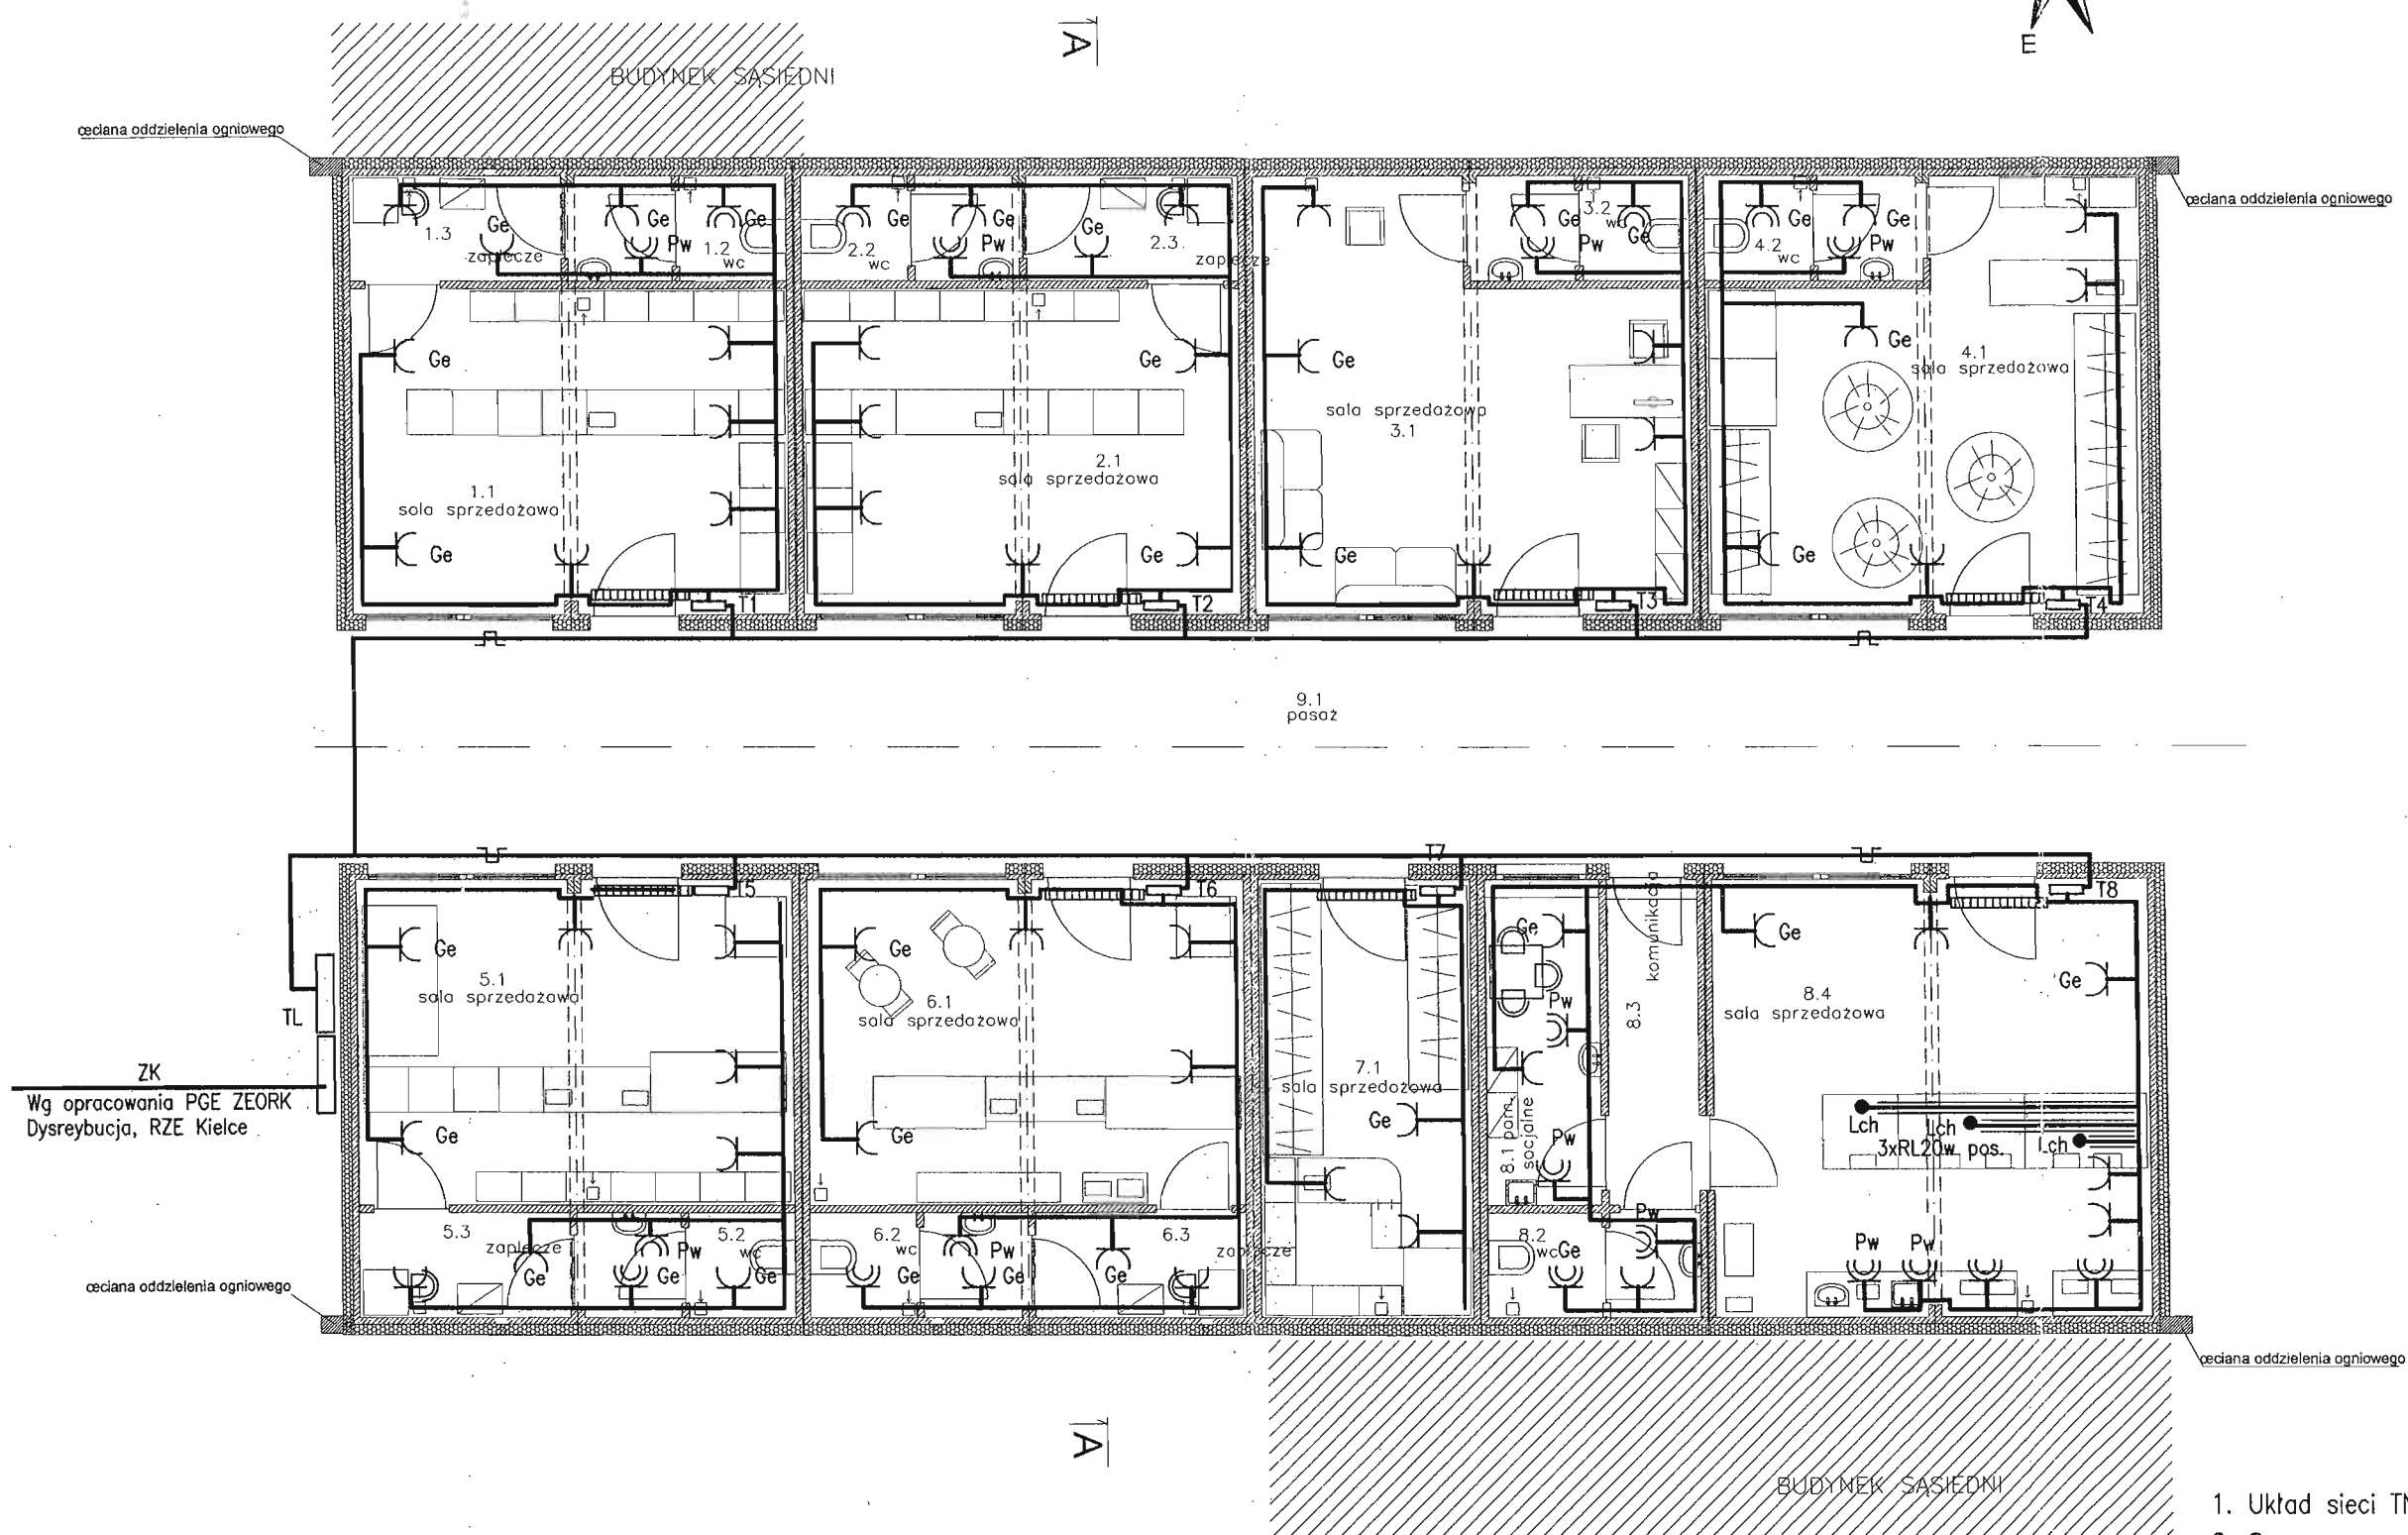 E
A
BUDYNEK SĄSIEDNI
œciana oddzielenia ogniowego
œciana oddzielenia ogniowego
1.3
Ge
zaplecze
Ge
Pw
1.2
wc
Ge
2.2
wc
Ge
Ge
Pw
Ge
2.3
zaplecze
Ge
Pw
3.2
wc
Ge
Ge
4.2
wc
Ge
Pw
Ge
Ge
Ge
Ge
4.1
sala sprzedażowa
sala sprzedażowa
3.1
2.1
sala sprzedażowa
1.1
sala sprzedażowa
Ge
Ge
Ge
Ge
T1
T2
T3
T4
9.1
pasaż
T7
T5
T6
T8
Ge
Ge
Ge
Ge
Ge
5.1
sala sprzedażowa
6.1
sala sprzedażowa
Pw
8.3
komunikacja
8.4
sala sprzedażowa
TL
ZK
Wg opracowania PGE ZEORK
Dysreybucja, RZE Kielce
7.1
sala sprzedażowa
Ge
Ge
Ge
8.1 pom.
socjalne
Pw
Lch
Lch
Lch
3xRL20w pos.
5.3
zaplecze
Ge
Pw
Ge
5.2
wc
Ge
6.2
wc
Ge
Pw
Ge
Ge
6.3
zaplecze
8.2
wc
Ge
Pw
Pw
Pw
œciana oddzielenia ogniowego
œciana oddzielenia ogniowego
A
BUDYNEK SĄSIEDNI
1. Układ sieci